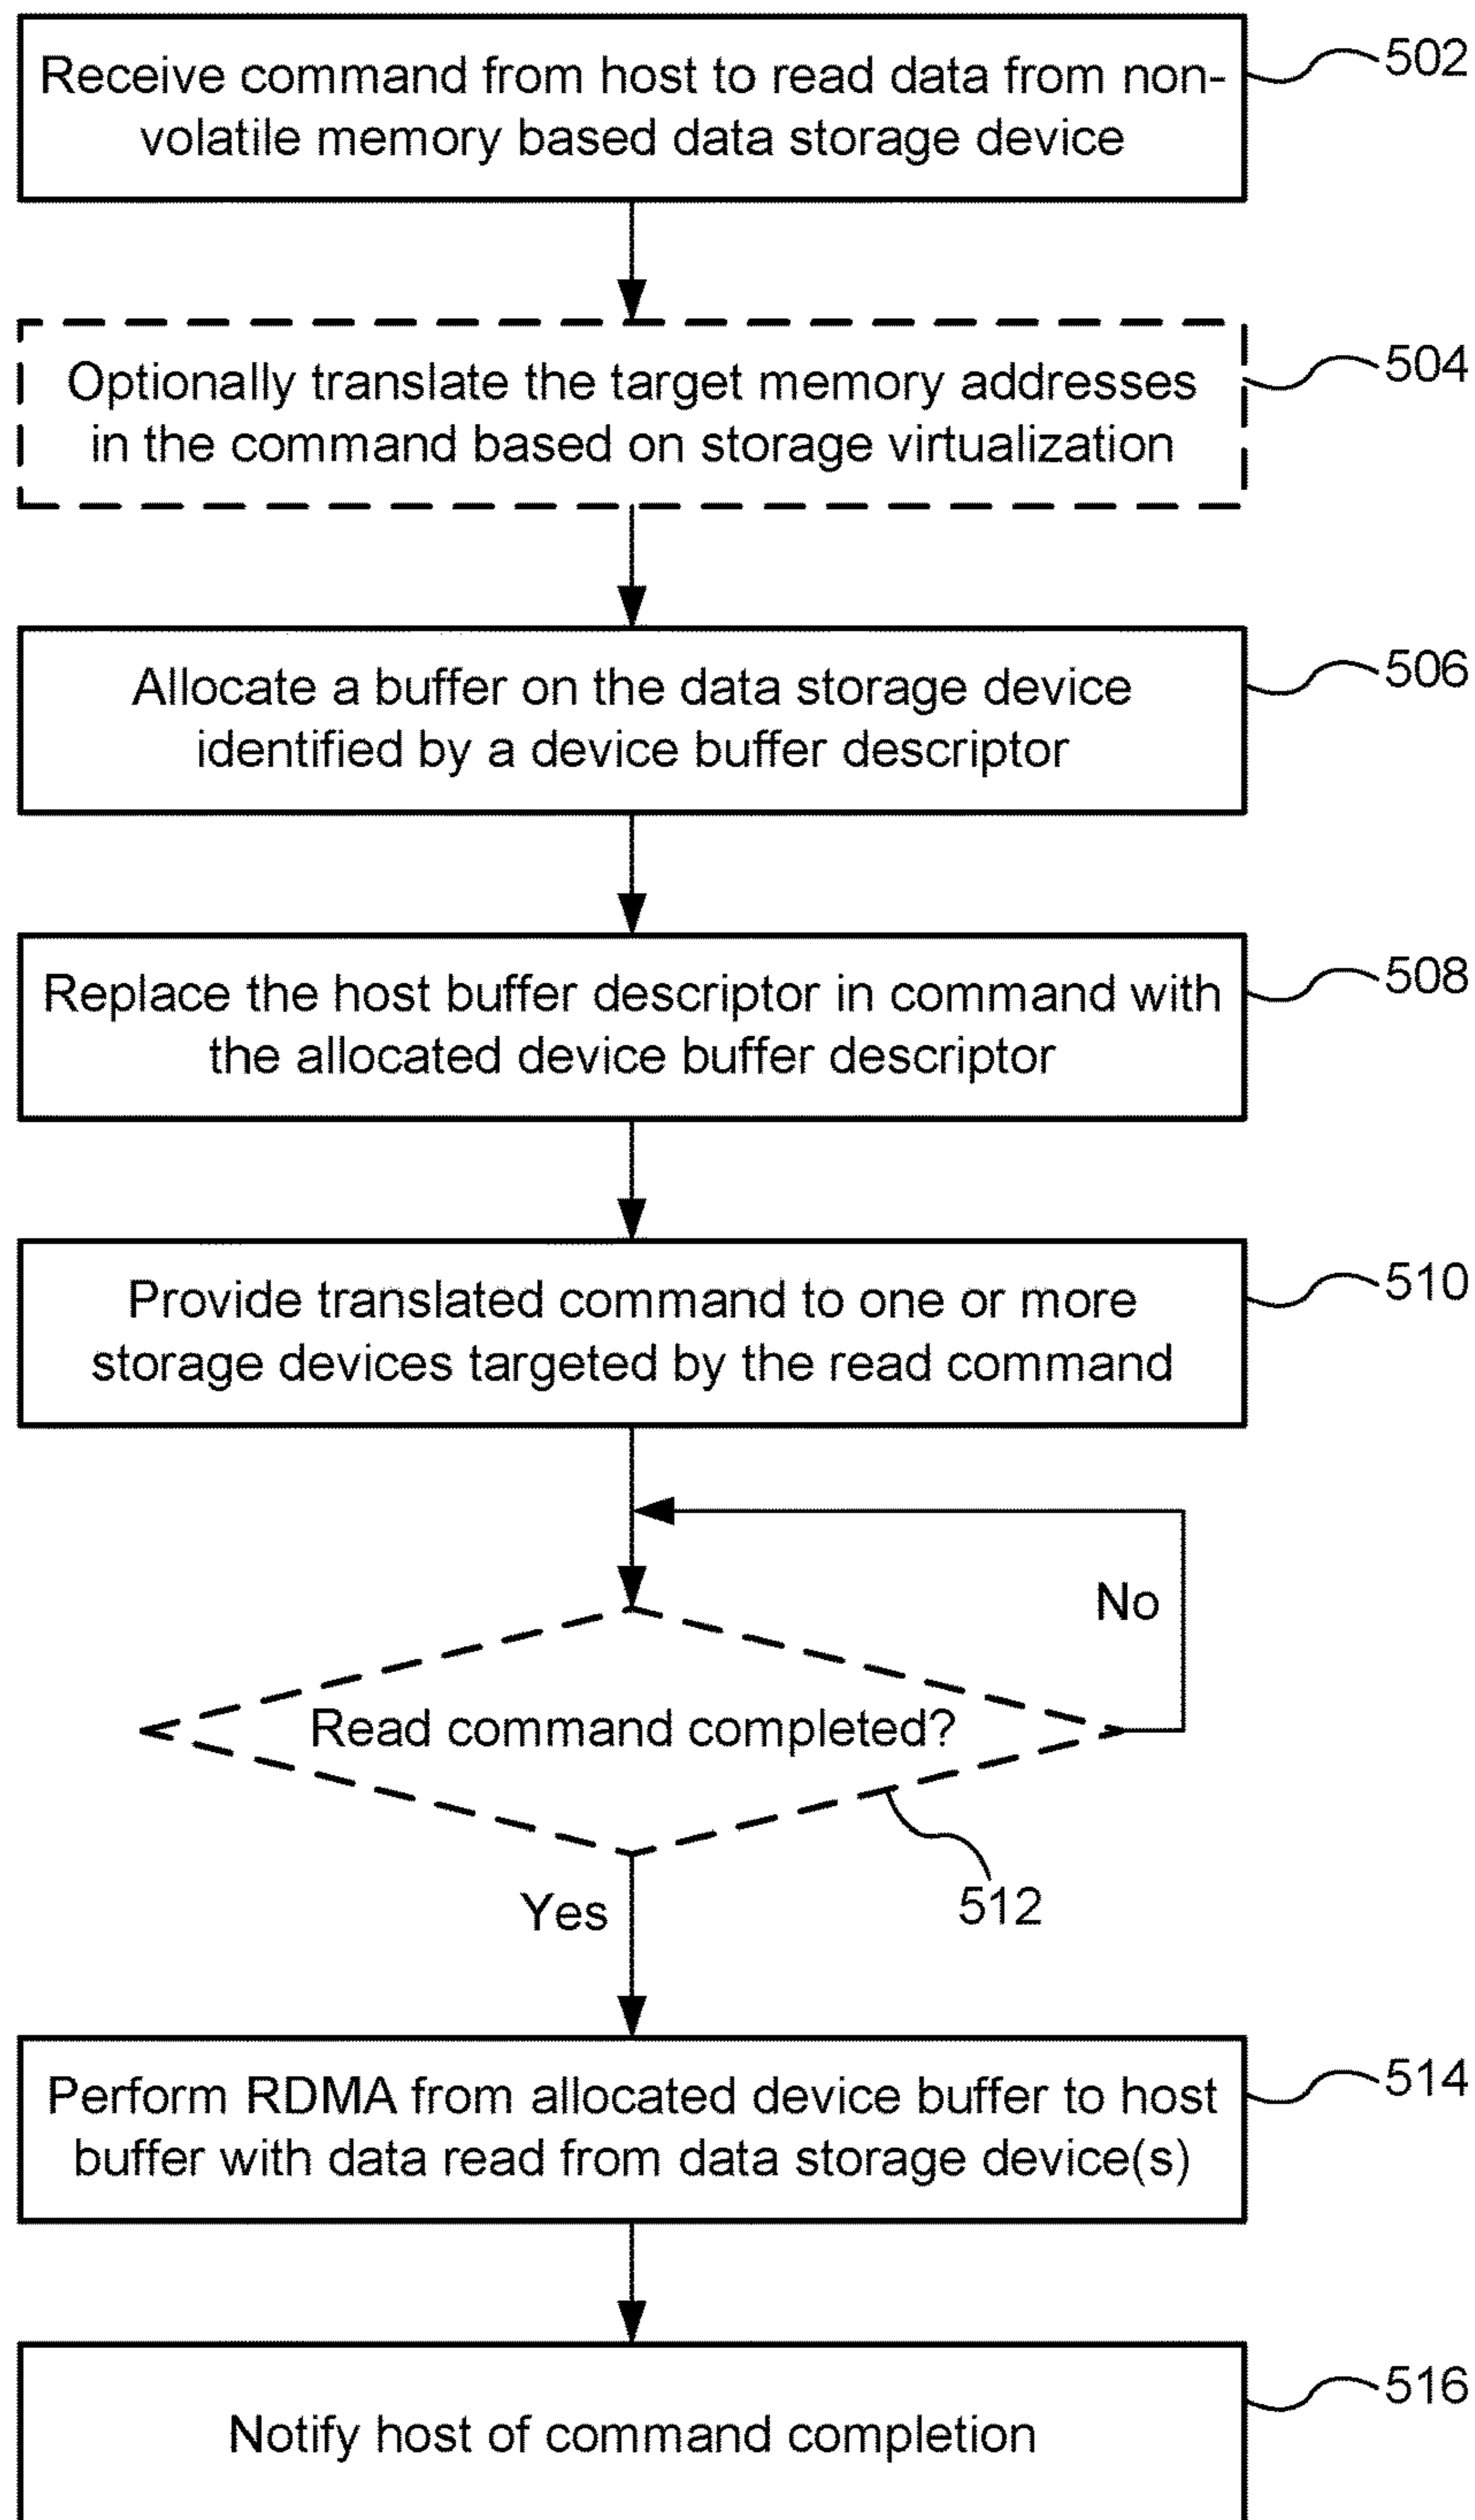 Receive command from host to read data from non-
volatile memory based data storage device
502
Optionally translate the target memory addresses
in the command based on storage virtualization
504
Allocate a buffer on the data storage device
identified by a device buffer descriptor
506
Replace the host buffer descriptor in command with
the allocated device buffer descriptor
508
Provide translated command to one or more
storage devices targeted by the read command
510
No
Read command completed?
512
Yes
Perform RDMA from allocated device buffer to host
buffer with data read from data storage device(s)
514
Notify host of command completion
516